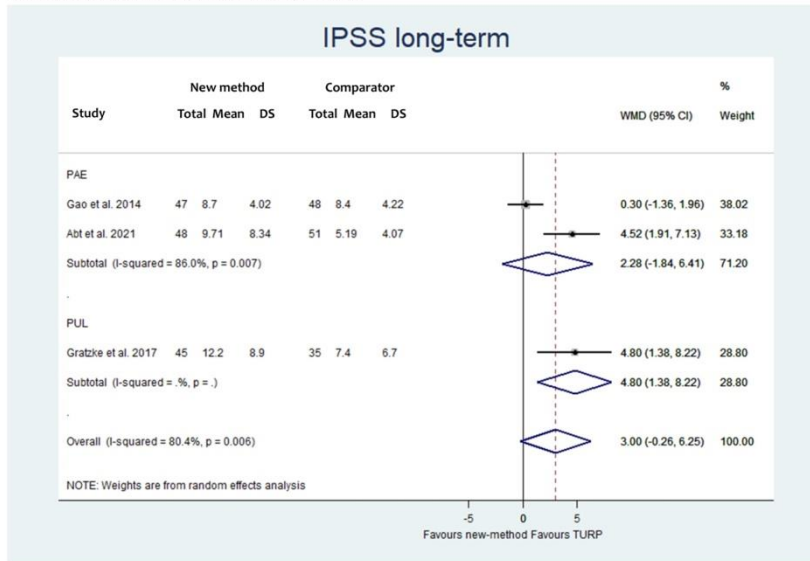 IPSS long-term
New method Comparator %
Study Total Mean DS Total Mean DS WMD (95% CI) Weight
PAE
Gao et al. 2014 47 8.7 4.02 48 8.4 4.22 0.30 (-1.36, 1.96) 38.02
Abt et al. 2021 48 9.71 8.34 51 5.19 4.07 4.52 (1.91, 7.13) 33.18
Subtotal (I-squared = 86.0%, p = 0.007) 2.28 (-1.84, 6.41) 71.20
.
PUL
Gratzke et al. 2017 45 12.2 8.9 35 7.4 6.7 4.80 (1.38, 8.22) 28.80
Subtotal (I-squared = .%, p = .) 4.80 (1.38, 8.22) 28.80
.
Overall (I-squared = 80.4%, p = 0.006) 3.00 (-0.26, 6.25) 100.00
NOTE: Weights are from random effects analysis
-5 0 5
Favours new-method Favours TURP